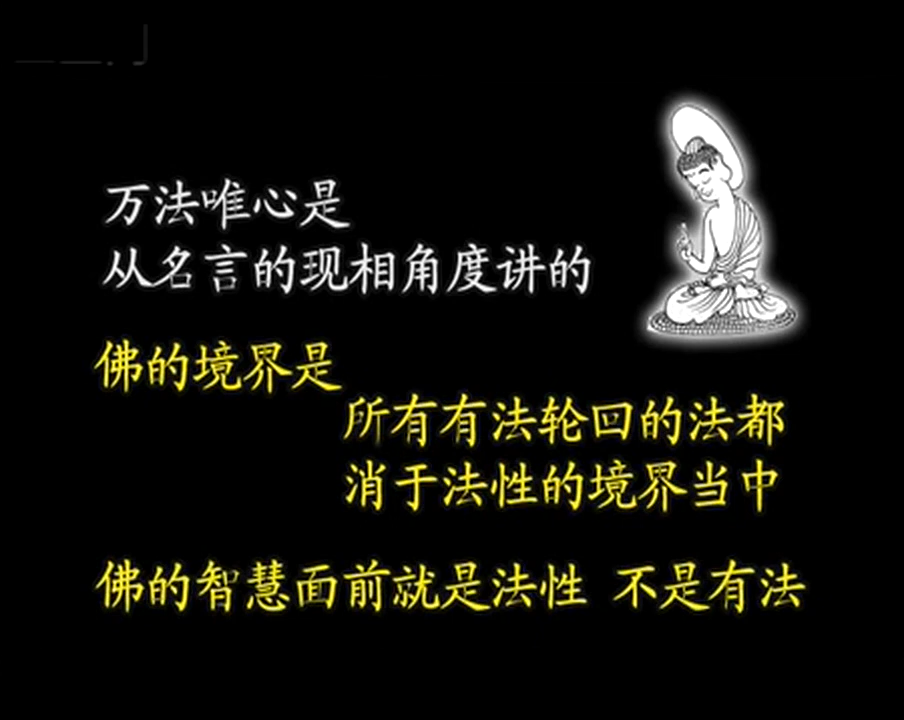 万法唯心是
从名言的现相角度讲的
佛的境界是
所有有法轮回的法都
消于法性的境界当中
佛的智慧面前就是法性 不是有法